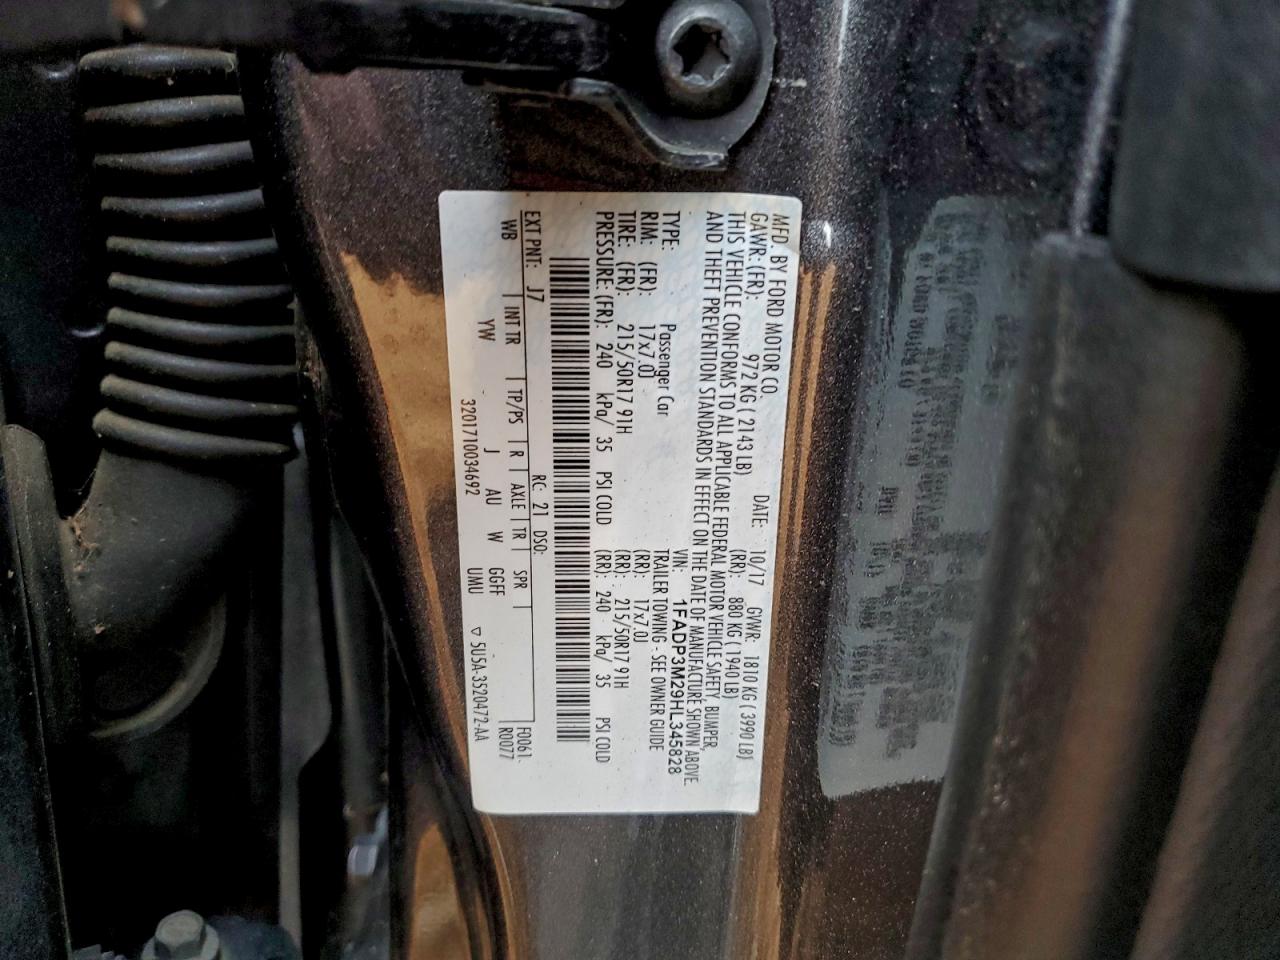 MFD. BY FORD MOTOR CO.
DATE: 10/17 GVWR: 1810 KG ( 3990 LB)
GAWR: (FR): 972 KG ( 2143 LB) (RR): 880 KG ( 1940 LB)
THIS VEHICLE CONFORMS TO ALL APPLICABLE FEDERAL MOTOR VEHICLE SAFETY, BUMPER,
AND THEFT PREVENTION STANDARDS IN EFFECT ON THE DATE OF MANUFACTURE SHOWN ABOVE.
VIN: 1FADP3M29HL345828
TYPE: Passenger Car TRAILER TOWING - SEE OWNER GUIDE
RIM: (FR): 17x7.0J (RR): 17x7.0J
TIRE: (FR): 215/50R17 91H (RR): 215/50R17 91H
PRESSURE: (FR): 240 kPa/ 35 PSI COLD (RR): 240 kPa/ 35 PSI COLD
EXT PNT: J7 RC: 21 DSO: F0061
WB INT TR TP/PS R AXLE TR SPR R0077
YW J AU W GGFF
3201710034692 UMU ▽ 5U5A-3520472-AA